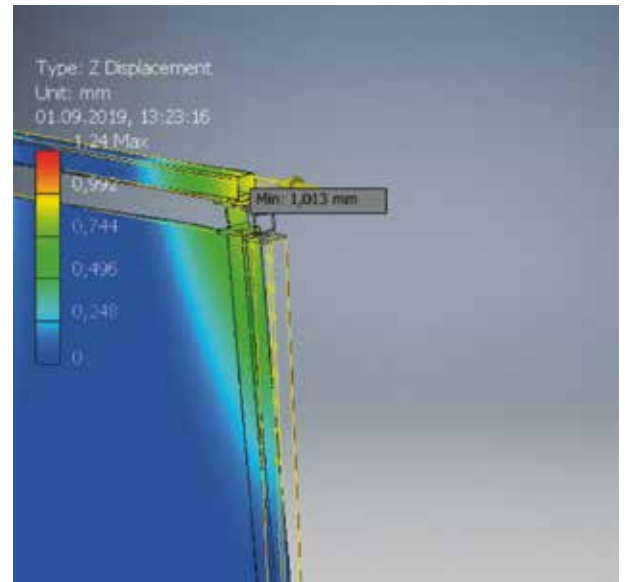 Type: Z Displacement
Unit: mm
01.09.2019, 13:23:16
1.24 Max
0,992
Min: 1,013 mm
0,744
0,496
0,248
0